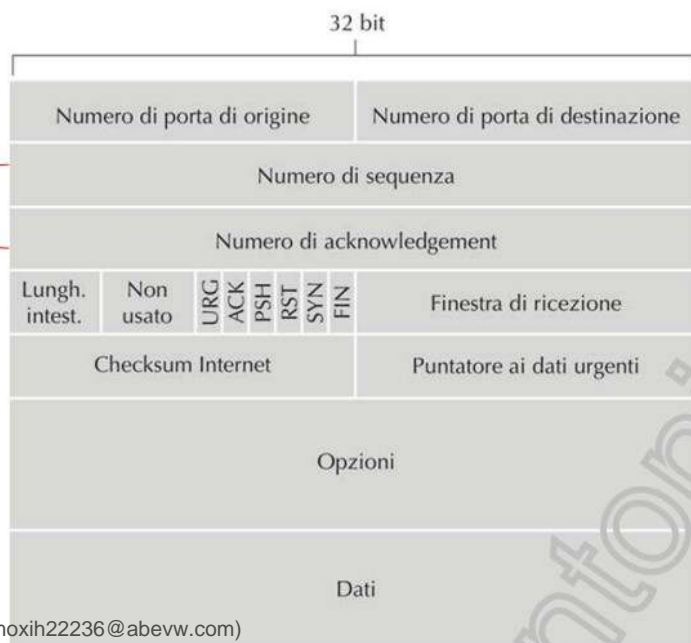 32 bit
Numero di porta di origine Numero di porta di destinazione
Numero di sequenza
Numero di acknowledgement
Lungh. intest. Non usato URG ACK PSH RST SYN FIN Finestra di ricezione
Checksum Internet Puntatore ai dati urgenti
Opzioni
Dati
noxih22236@abevw.com)